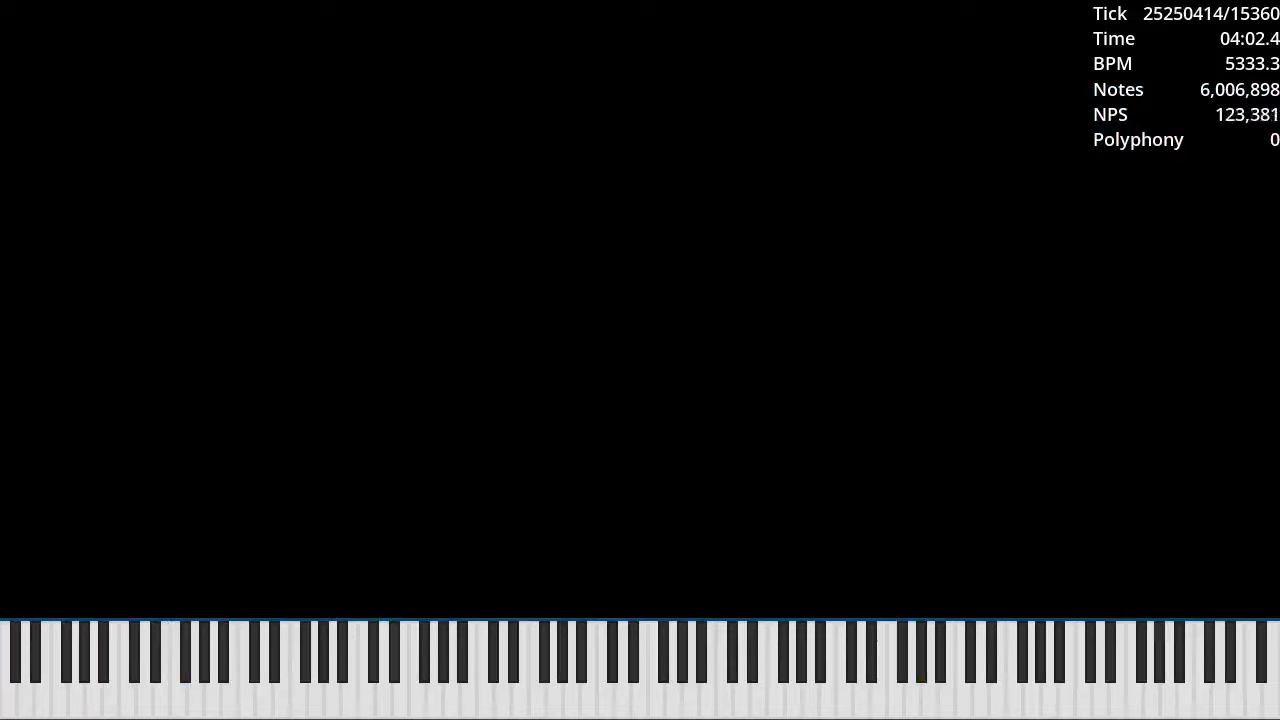 Tick 25250414/15360
Time 04:02.4
BPM 5333.3
Notes 6,006,898
NPS 123,381
Polyphony 0